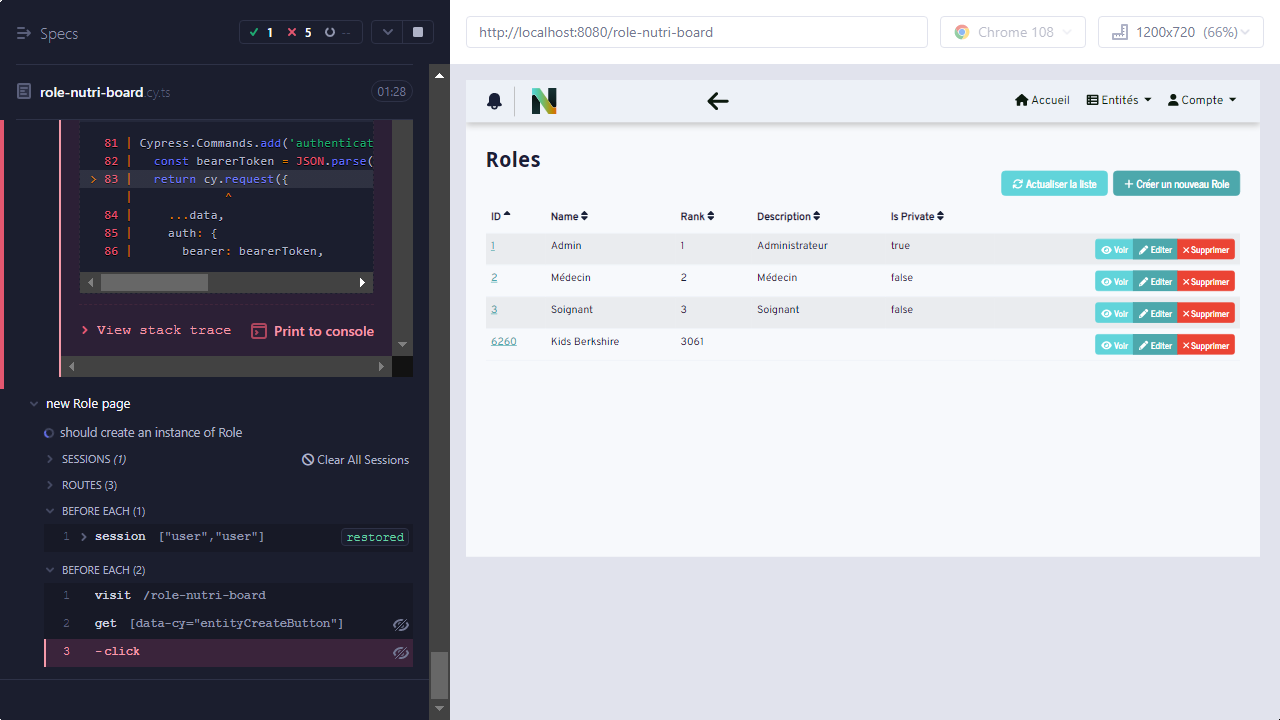 Specs
1
5
--
role-nutri-board.cy.ts
01:28
81 | Cypress.Commands.add('authenticat
82 | const bearerToken = JSON.parse(
> 83 | return cy.request({
| ^
84 | ...data,
85 | auth: {
86 | bearer: bearerToken,
> View stack trace
Print to console
new Role page
should create an instance of Role
SESSIONS (1)
Clear All Sessions
ROUTES (3)
BEFORE EACH (1)
1 session ["user","user"] restored
BEFORE EACH (2)
1 visit /role-nutri-board
2 get [data-cy="entityCreateButton"]
3 -click
http://localhost:8080/role-nutri-board
Chrome 108
1200x720 (66%)
N
Accueil
Entités
Compte
Roles
Actualiser la liste
Créer un nouveau Role
ID Name Rank Description Is Private
1 Admin 1 Administrateur true Voir Editer Supprimer
2 Médecin 2 Médecin false Voir Editer Supprimer
3 Soignant 3 Soignant false Voir Editer Supprimer
6260 Kids Berkshire 3061 Voir Editer Supprimer